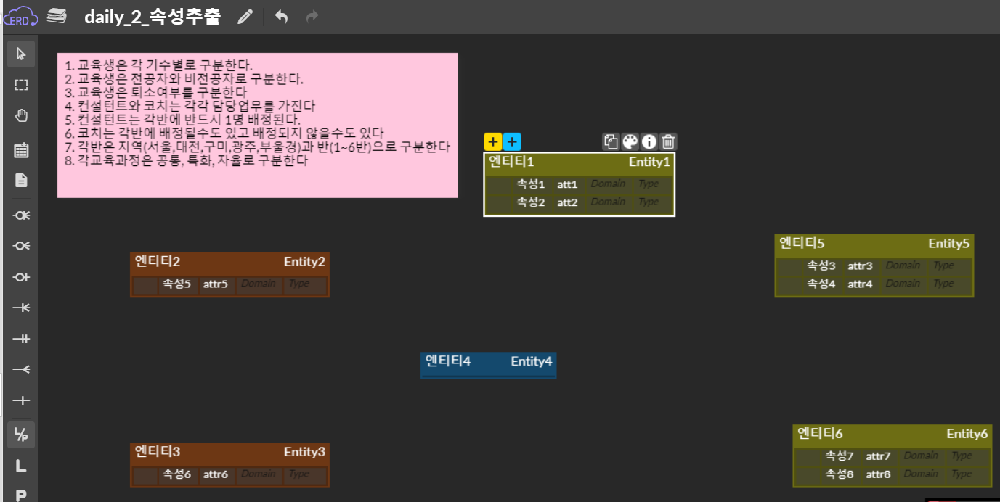 ERD
daily_2_속성추출
1. 교육생은 각 기수별로 구분한다.
2. 교육생은 전공자와 비전공자로 구분한다.
3. 교육생은 퇴소여부를 구분한다
4. 컨설턴트와 코치는 각각 담당업무를 가진다
5. 컨설턴트는 각반에 반드시 1명 배정된다.
6. 코치는 각반에 배정될수도 있고 배정되지 않을수도 있다
7. 각반은 지역(서울,대전,구미,광주,부울경)과 반(1~6반)으로 구분한다
8. 각교육과정은 공통, 특화, 자율로 구분한다
엔티티1 Entity1
속성1 att1 Domain Type
속성2 att2 Domain Type
엔티티5 Entity5
속성3 attr3 Domain Type
속성4 attr4 Domain Type
엔티티2 Entity2
속성5 attr5 Domain Type
엔티티4 Entity4
엔티티6 Entity6
속성7 attr7 Domain Type
속성8 attr8 Domain Type
엔티티3 Entity3
속성6 attr6 Domain Type
L/P
L
P